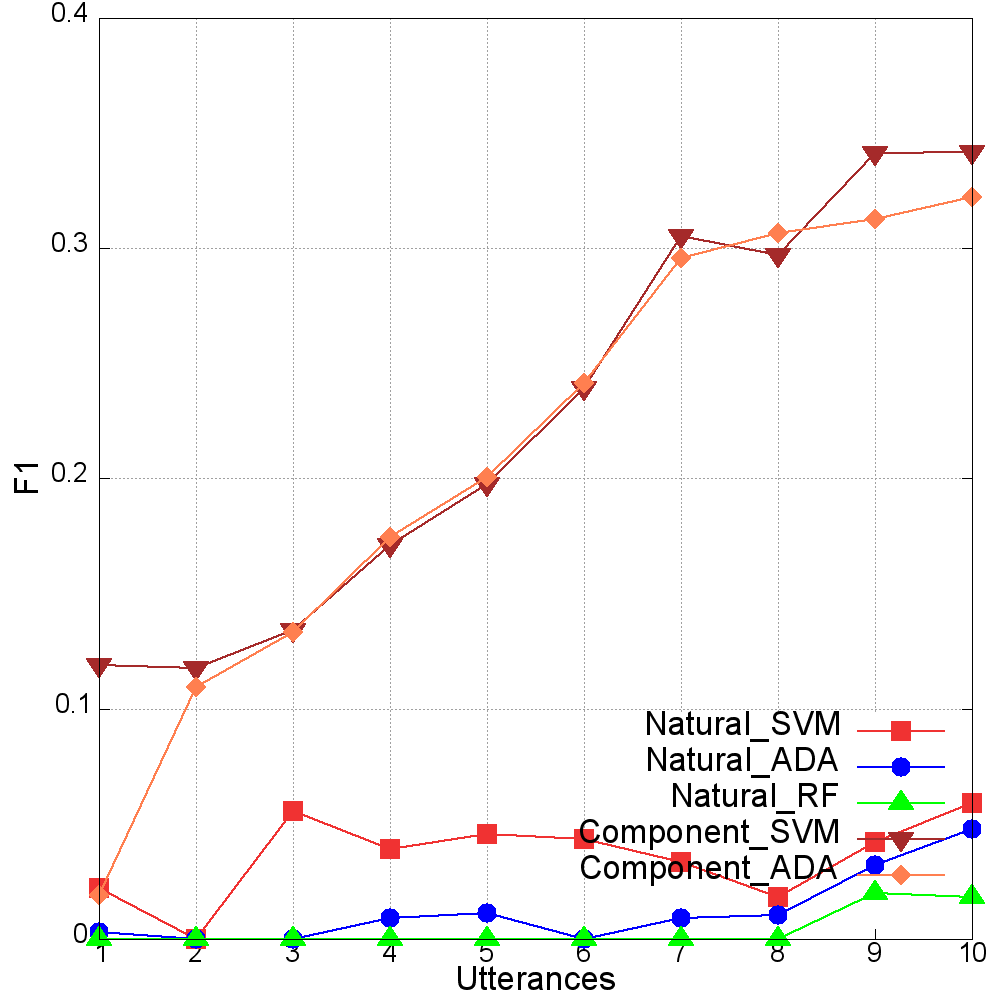 0.4
0.3
0.2
0.1
0
F1
Natural_SVM
Natural_ADA
Natural_RF
Component_SVM
Component_ADA
1 2 3 4 5 6 7 8 9 10
Utterances